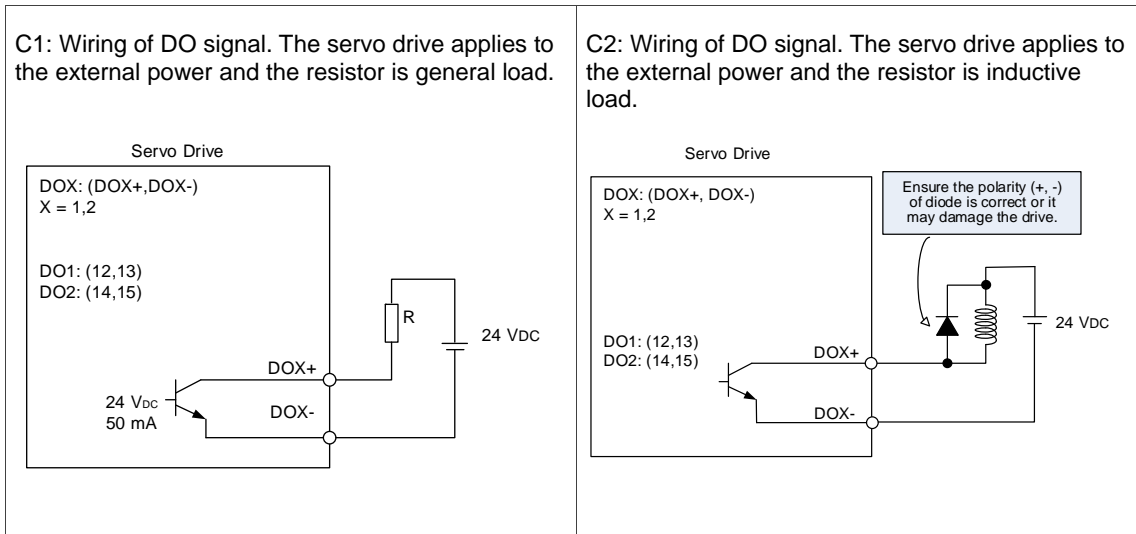 C1: Wiring of DO signal. The servo drive applies to
the external power and the resistor is general load.
Servo Drive
DOX: (DOX+,DOX-)
X = 1,2
DO1: (12,13)
DO2: (14,15)
R
24 VDC
DOX+
24 VDC
50 mA
DOX-
C2: Wiring of DO signal. The servo drive applies to
the external power and the resistor is inductive
load.
Servo Drive
DOX: (DOX+, DOX-)
X = 1,2
Ensure the polarity (+, -)
of diode is correct or it
may damage the drive.
24 VDC
DO1: (12,13)
DO2: (14,15)
DOX+
DOX-